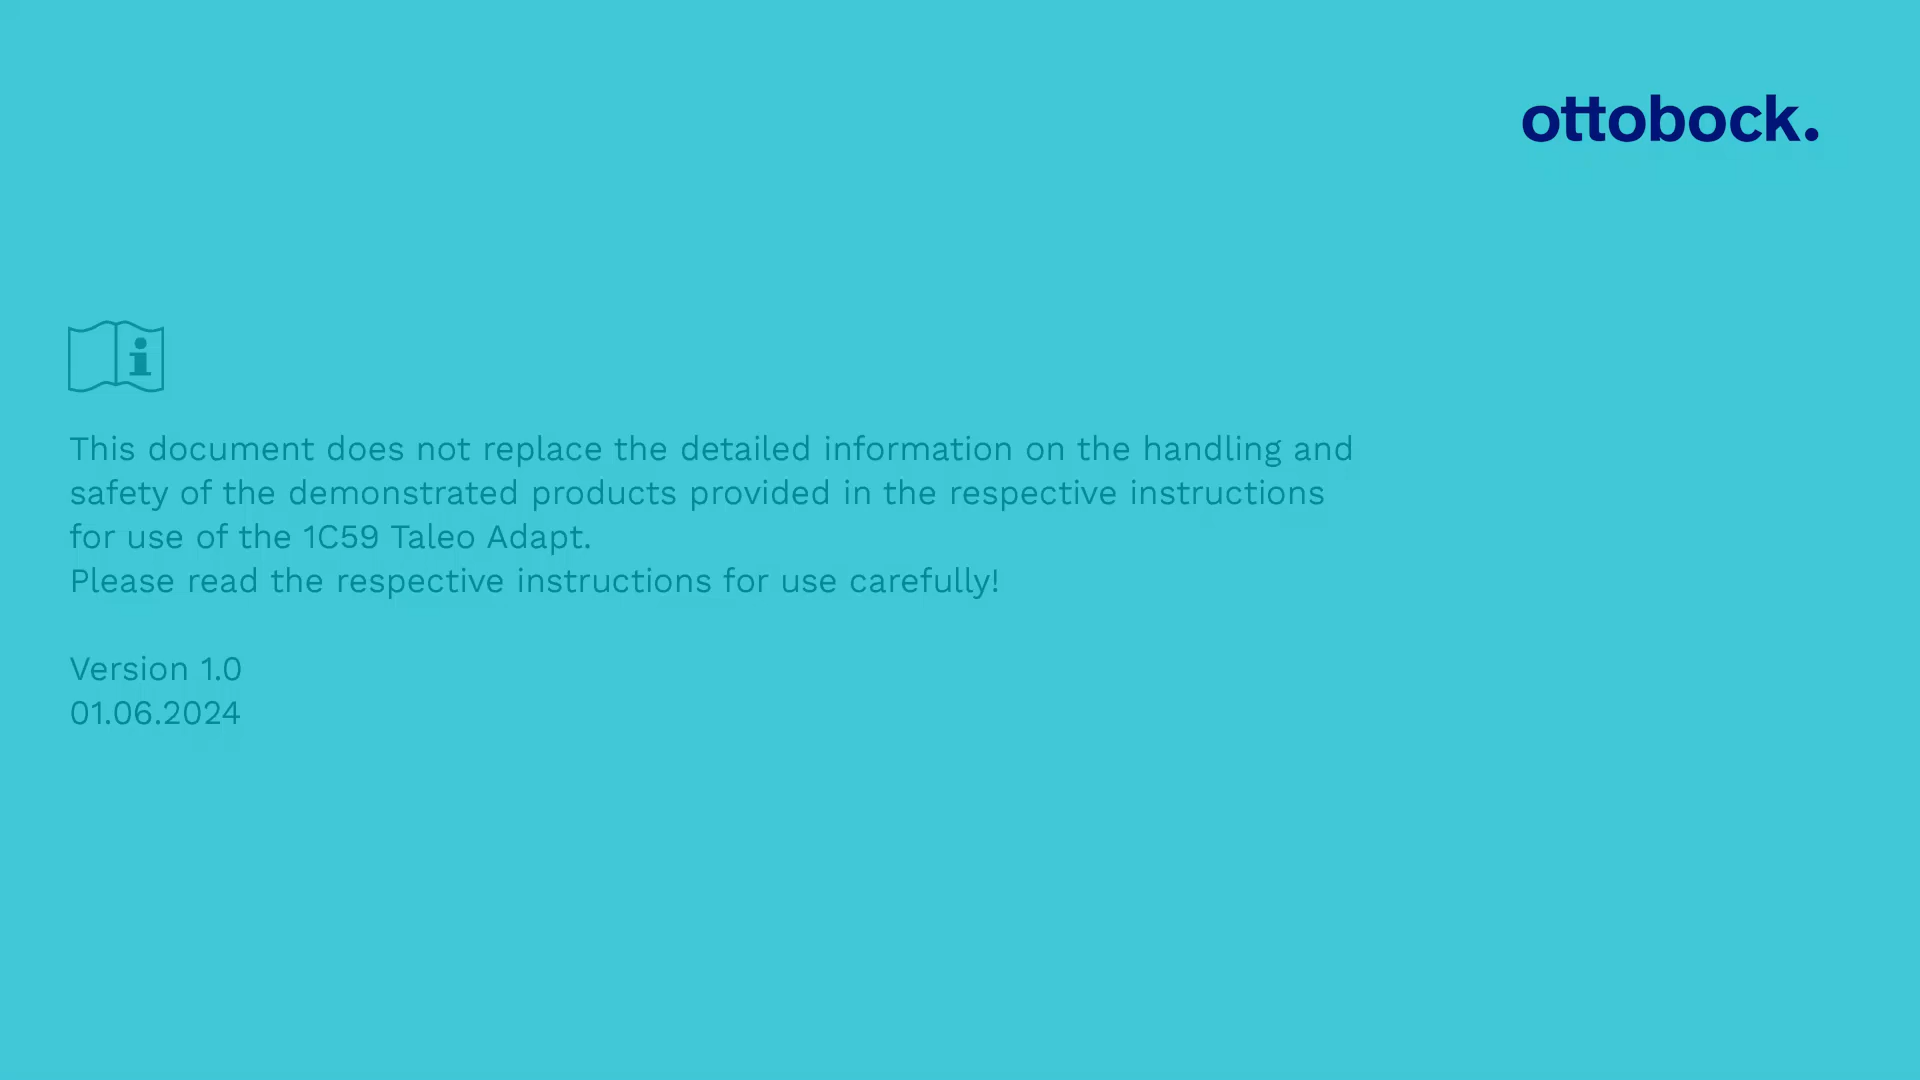 ottobock.
i
This document does not replace the detailed information on the handling and
safety of the demonstrated products provided in the respective instructions
for use of the 1C59 Taleo Adapt.
Please read the respective instructions for use carefully!
Version 1.0
01.06.2024